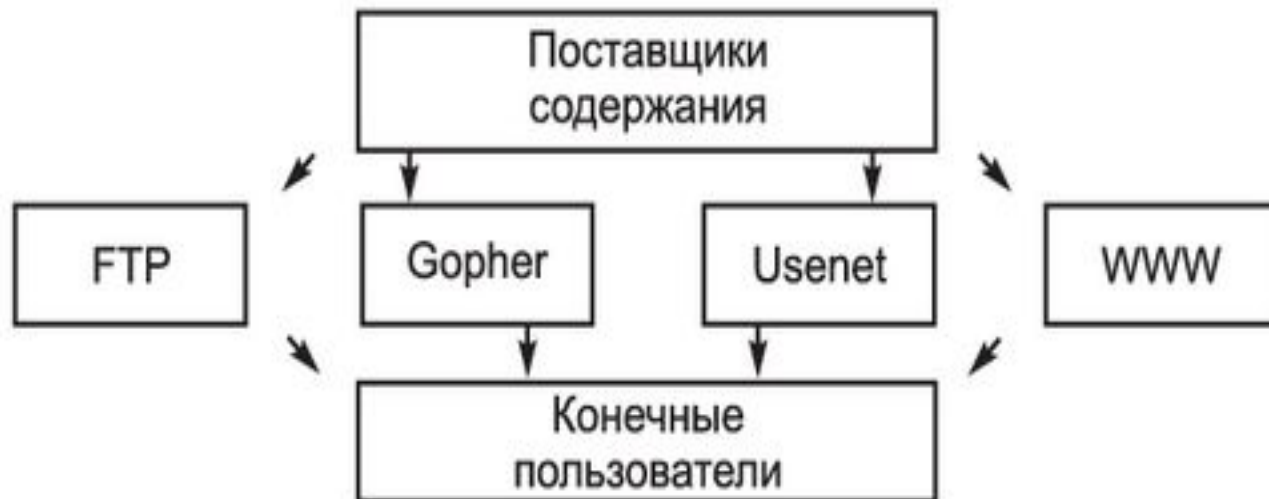 Поставщики
содержания
FTP
Gopher
Usenet
WWW
Конечные
пользователи